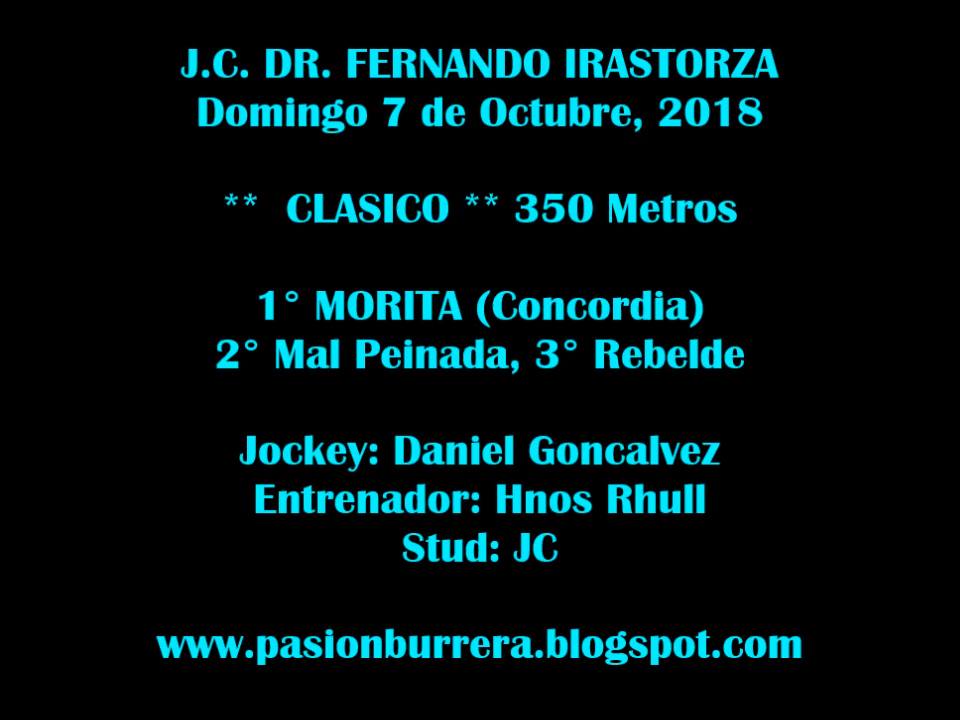 J.C. DR. FERNANDO IRASTORZA
Domingo 7 de Octubre, 2018
** CLASICO ** 350 Metros
1° MORITA (Concordia)
2° Mal Peinada, 3° Rebelde
Jockey: Daniel Goncalvez
Entrenador: Hnos Rhull
Stud: JC
www.pasionburrera.blogspot.com